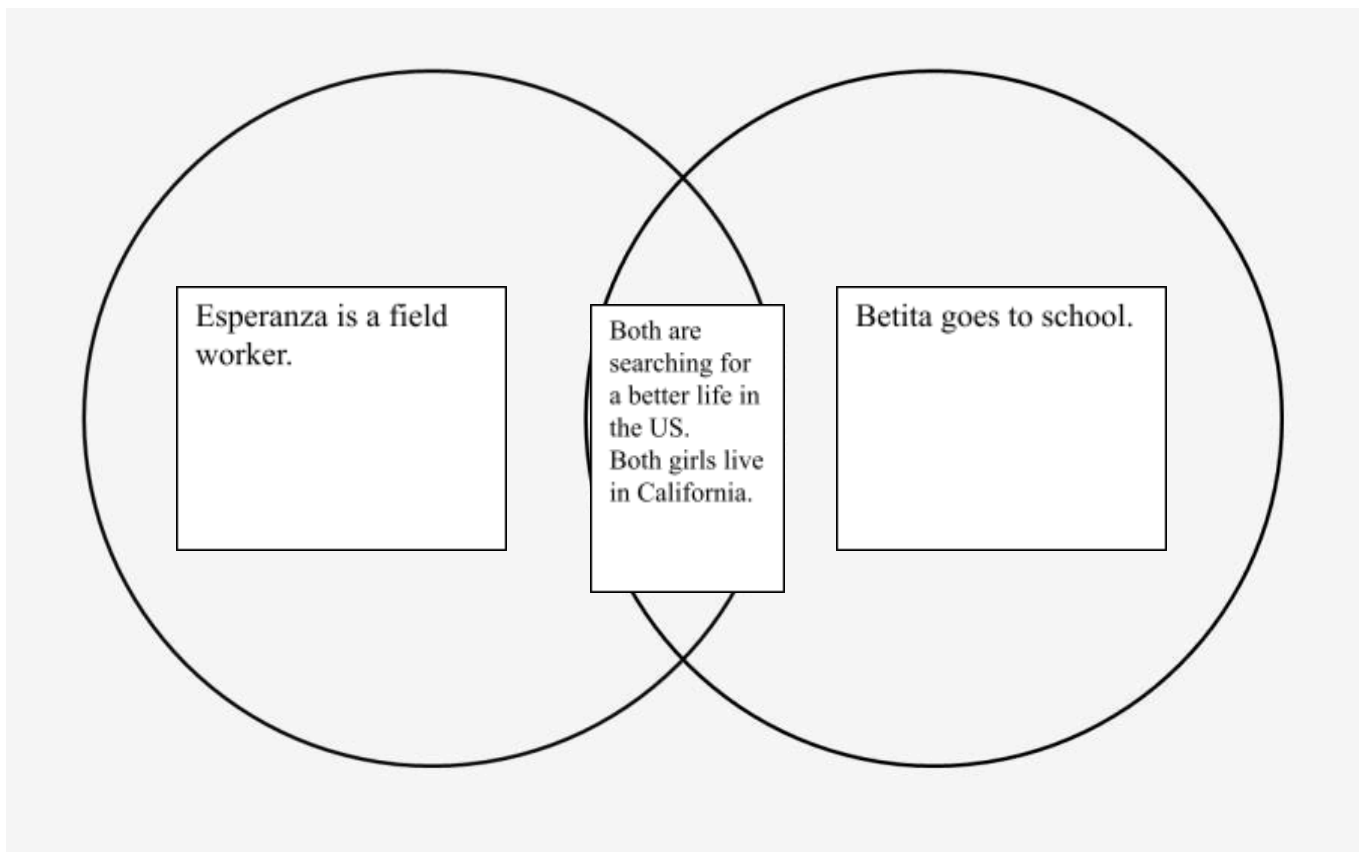 Esperanza is a field
worker.
Both are
searching for
a better life in
the US.
Both girls live
in California.
Betita goes to school.